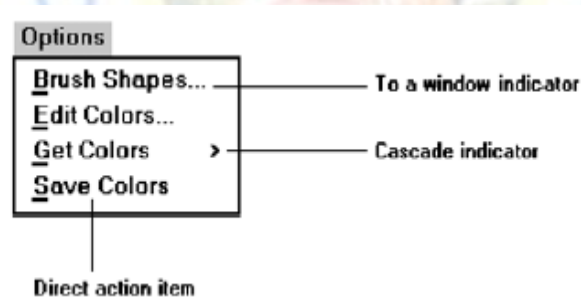 Options
Brush Shapes... To a window indicator
Edit Colors...
Get Colors > Cascade indicator
Save Colors
Direct action item